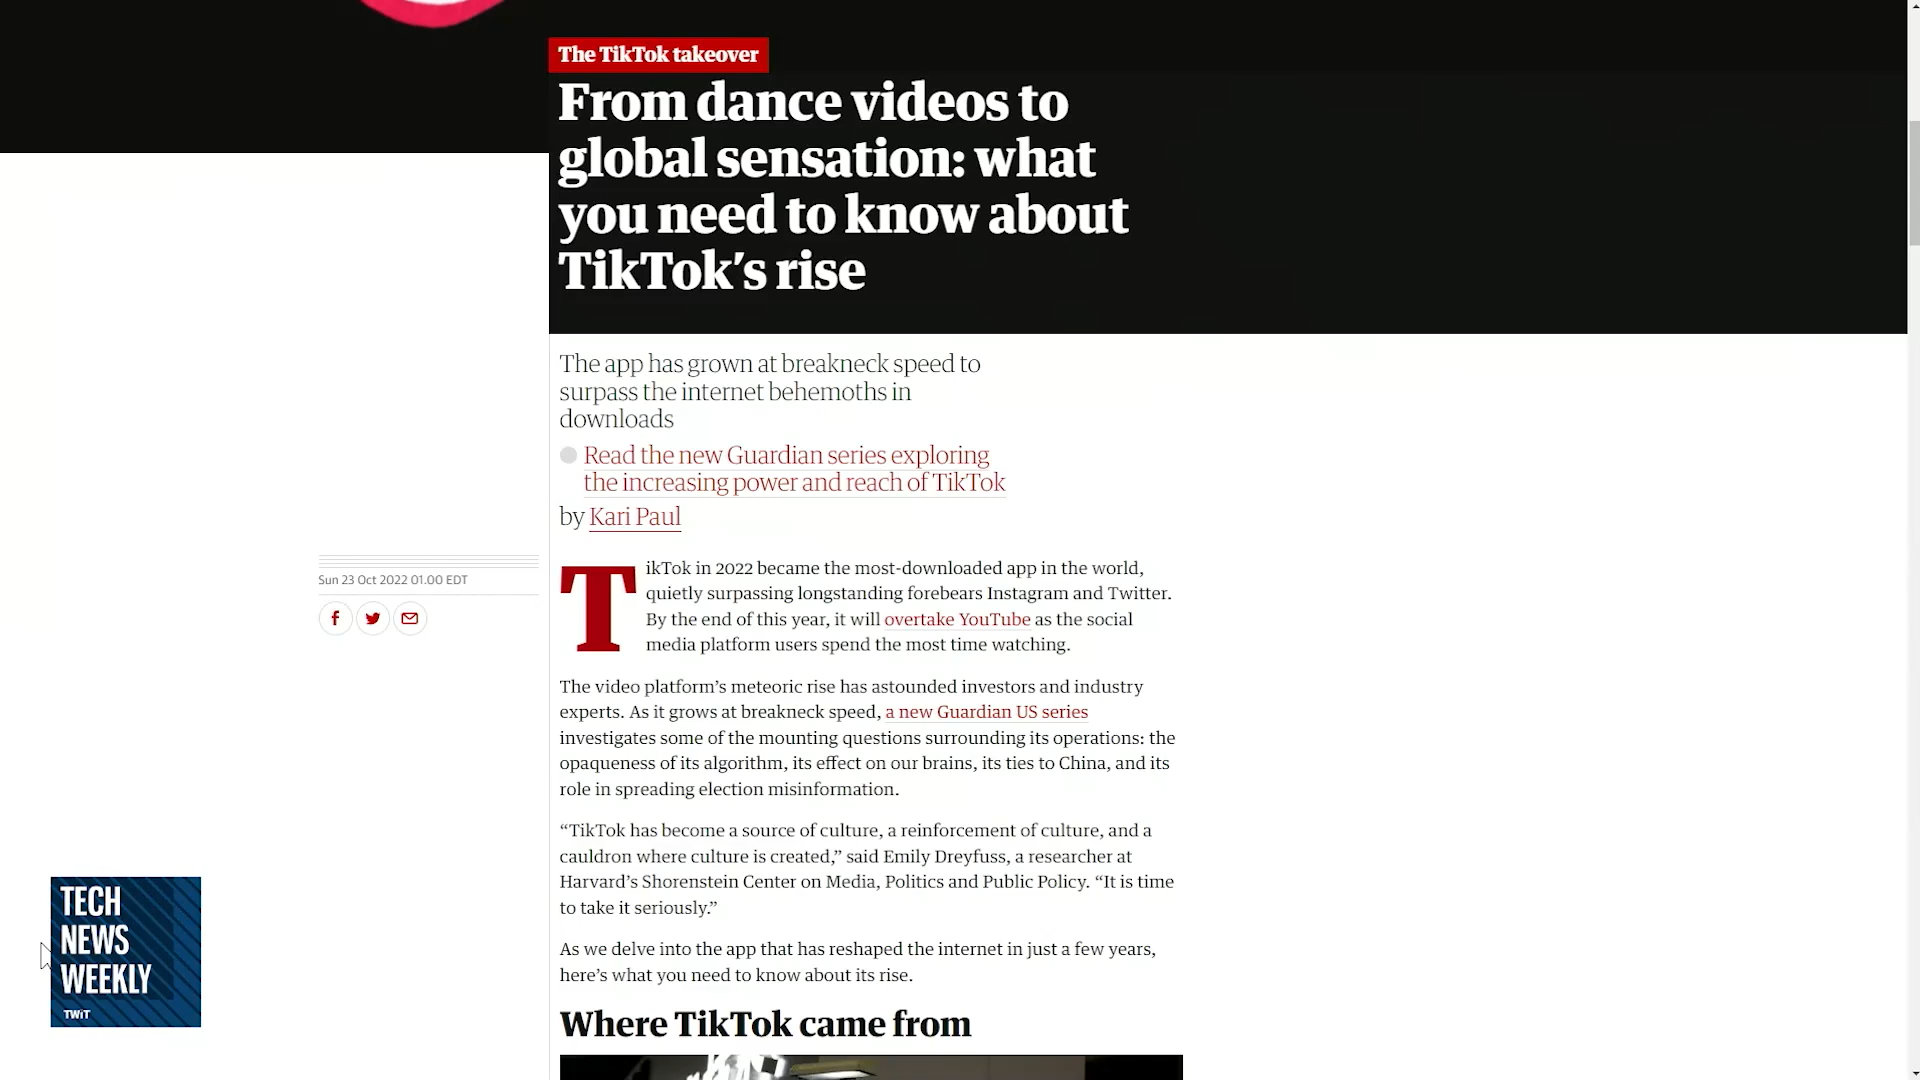 The TikTok takeover
From dance videos to
global sensation: what
you need to know about
TikTok’s rise
The app has grown at breakneck speed to
surpass the internet behemoths in
downloads
Read the new Guardian series exploring
the increasing power and reach of TikTok
by Kari Paul
Sun 23 Oct 2022 01.00 EDT
TikTok in 2022 became the most-downloaded app in the world,
quietly surpassing longstanding forebears Instagram and Twitter.
By the end of this year, it will overtake YouTube as the social
media platform users spend the most time watching.
The video platform’s meteoric rise has astounded investors and industry
experts. As it grows at breakneck speed, a new Guardian US series
investigates some of the mounting questions surrounding its operations: the
opaqueness of its algorithm, its effect on our brains, its ties to China, and its
role in spreading election misinformation.
“TikTok has become a source of culture, a reinforcement of culture, and a
cauldron where culture is created,” said Emily Dreyfuss, a researcher at
Harvard’s Shorenstein Center on Media, Politics and Public Policy. “It is time
to take it seriously.”
As we delve into the app that has reshaped the internet in just a few years,
here’s what you need to know about its rise.
Where TikTok came from
TECH
NEWS
WEEKLY
TWiT